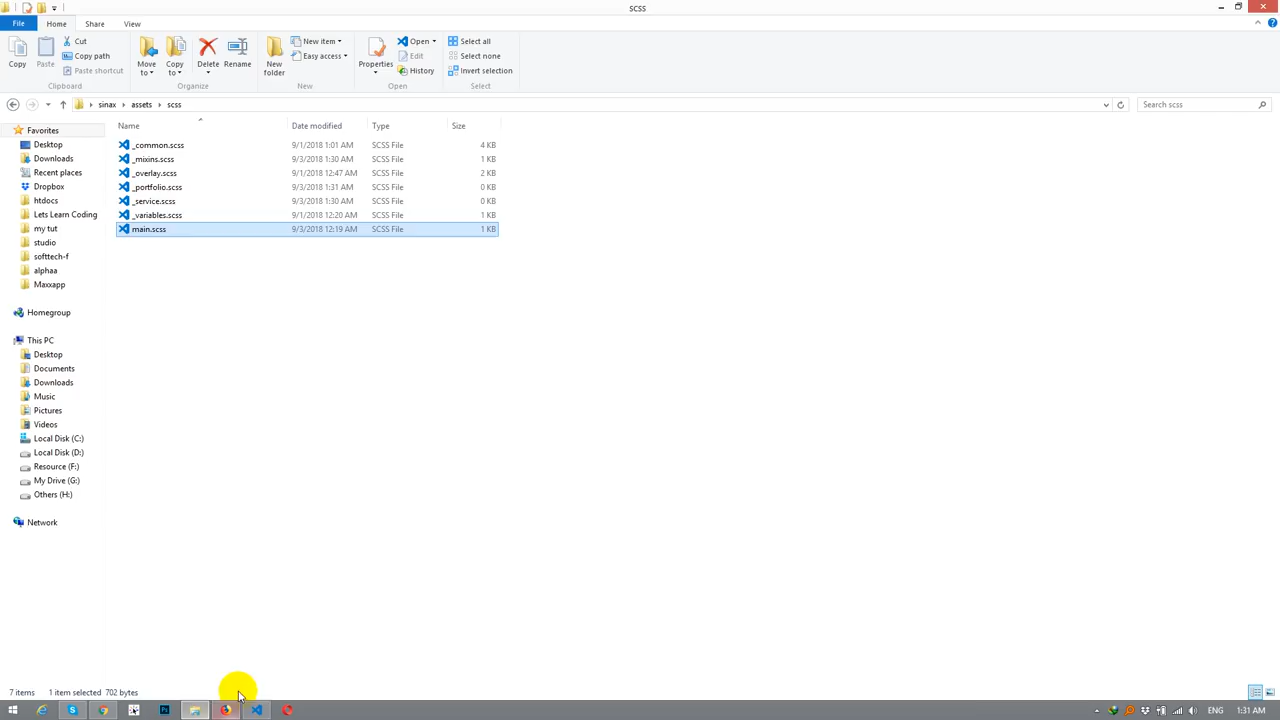 scss
File Home Share View
Cut
Copy path
Paste shortcut
Copy Paste
Clipboard
Move to
Copy to
Delete
Rename
Organize
New folder
New item
Easy access
New
Properties
Open
Edit
History
Open
Select all
Select none
Invert selection
Select
sinax assets scss
Search scss
Name Date modified Type Size
_common.scss 9/1/2018 1:01 AM SCSS File 4 KB
_mixins.scss 9/3/2018 1:30 AM SCSS File 1 KB
_overlay.scss 9/1/2018 12:47 AM SCSS File 2 KB
_portfolio.scss 9/3/2018 1:31 AM SCSS File 0 KB
_service.scss 9/3/2018 1:30 AM SCSS File 0 KB
_variables.scss 9/1/2018 12:20 AM SCSS File 1 KB
main.scss 9/3/2018 12:19 AM SCSS File 1 KB
Favorites
Desktop
Downloads
Recent places
Dropbox
htdocs
Lets Learn Coding
my tut
studio
softtech-f
alphaa
Maxxapp
Homegroup
This PC
Desktop
Documents
Downloads
Music
Pictures
Videos
Local Disk (C:)
Local Disk (D:)
Resource (F:)
My Drive (G:)
Others (H:)
Network
7 items 1 item selected 702 bytes
ENG 1:31 AM